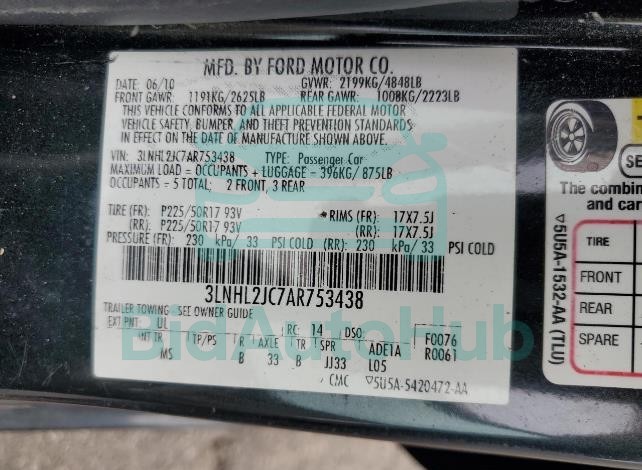 MFD. BY FORD MOTOR CO.
DATE: 06/10 GVWR: 2199KG/4848LB
FRONT GAWR: 1191KG/2625LB REAR GAWR: 1008KG/2223LB
THIS VEHICLE CONFORMS TO ALL APPLICABLE FEDERAL MOTOR
VEHICLE SAFETY, BUMPER, AND THEFT PREVENTION STANDARDS
IN EFFECT ON THE DATE OF MANUFACTURE SHOWN ABOVE.
VIN: 3LNHL2JC7AR753438 TYPE: Passenger Car
MAXIMUM LOAD = OCCUPANTS + LUGGAGE = 396KG/ 875LB
OCCUPANTS = 5 TOTAL; 2 FRONT, 3 REAR
TIRE (FR): P225/50R17 93V RIMS (FR): 17X7.5J
(RR): P225/50R17 93V (RR): 17X7.5J
PRESSURE (FR): 230 kPa/ 33 PSI COLD (RR): 230 kPa/ 33 PSI COLD
3LNHL2JC7AR753438
TRAILER TOWING - SEE OWNER GUIDE
EXT PNT: UL RC: 14 DSO: F0076
INT TR TP/PS R AXLE TR SPR ADE1A R0061
MS B 33 B JJ33 L05
CMC ▽5U5A-5420472-AA
SE
The combin
and car
TIRE
FRONT
REAR
SPARE
▽5U5A-1532-AA (TLU)
BidAutoHub